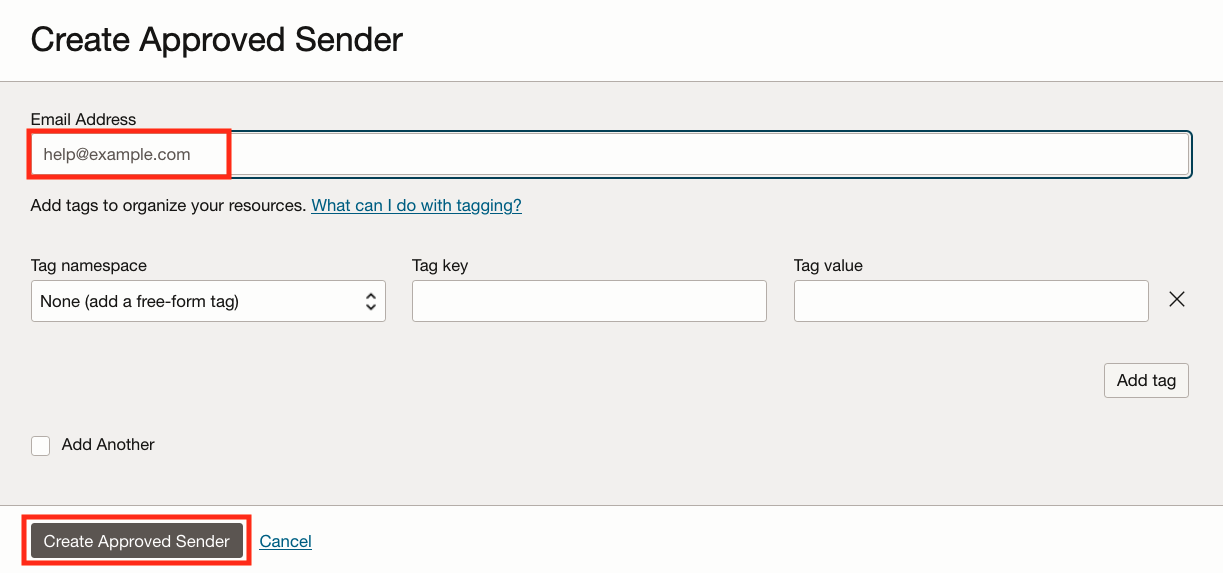 Create Approved Sender
Email Address
help@example.com
Add tags to organize your resources. What can I do with tagging?
Tag namespace Tag key Tag value
None (add a free-form tag)
Add tag
Add Another
Create Approved Sender Cancel